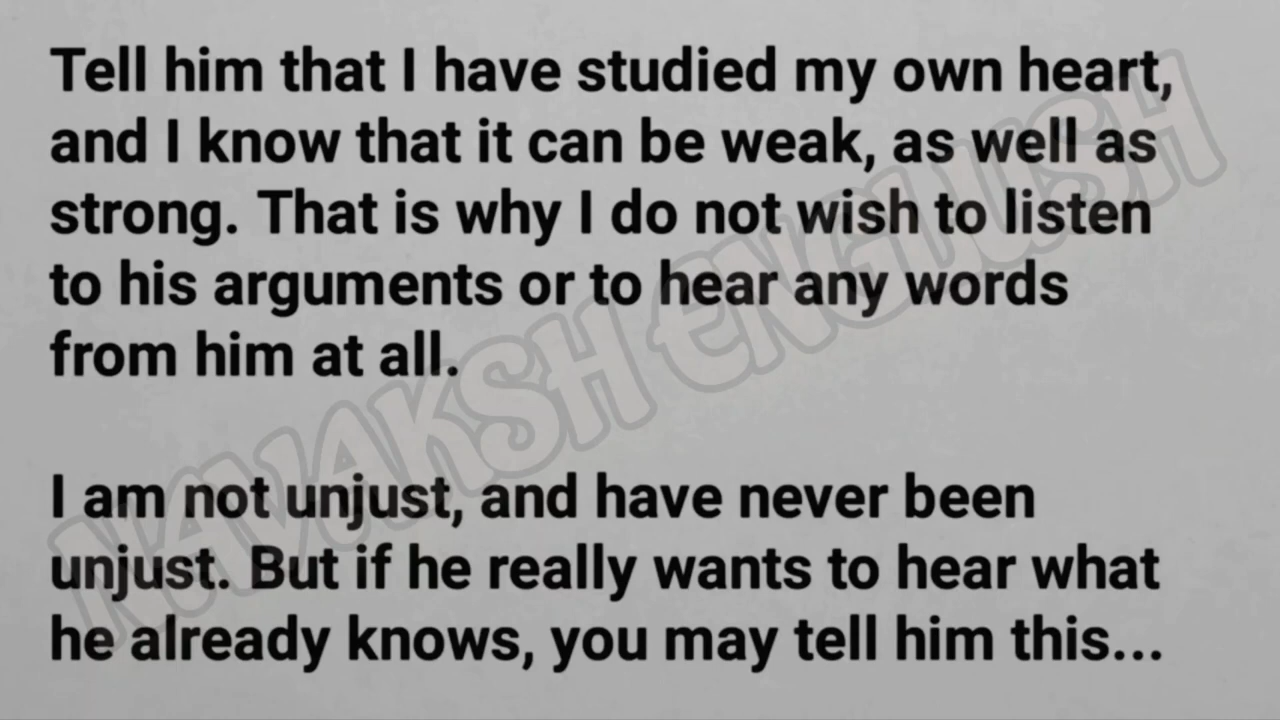 Tell him that I have studied my own heart,
and I know that it can be weak, as well as
strong. That is why I do not wish to listen
to his arguments or to hear any words
from him at all.
I am not unjust, and have never been
unjust. But if he really wants to hear what
he already knows, you may tell him this...
NAVAKSH ENGLISH